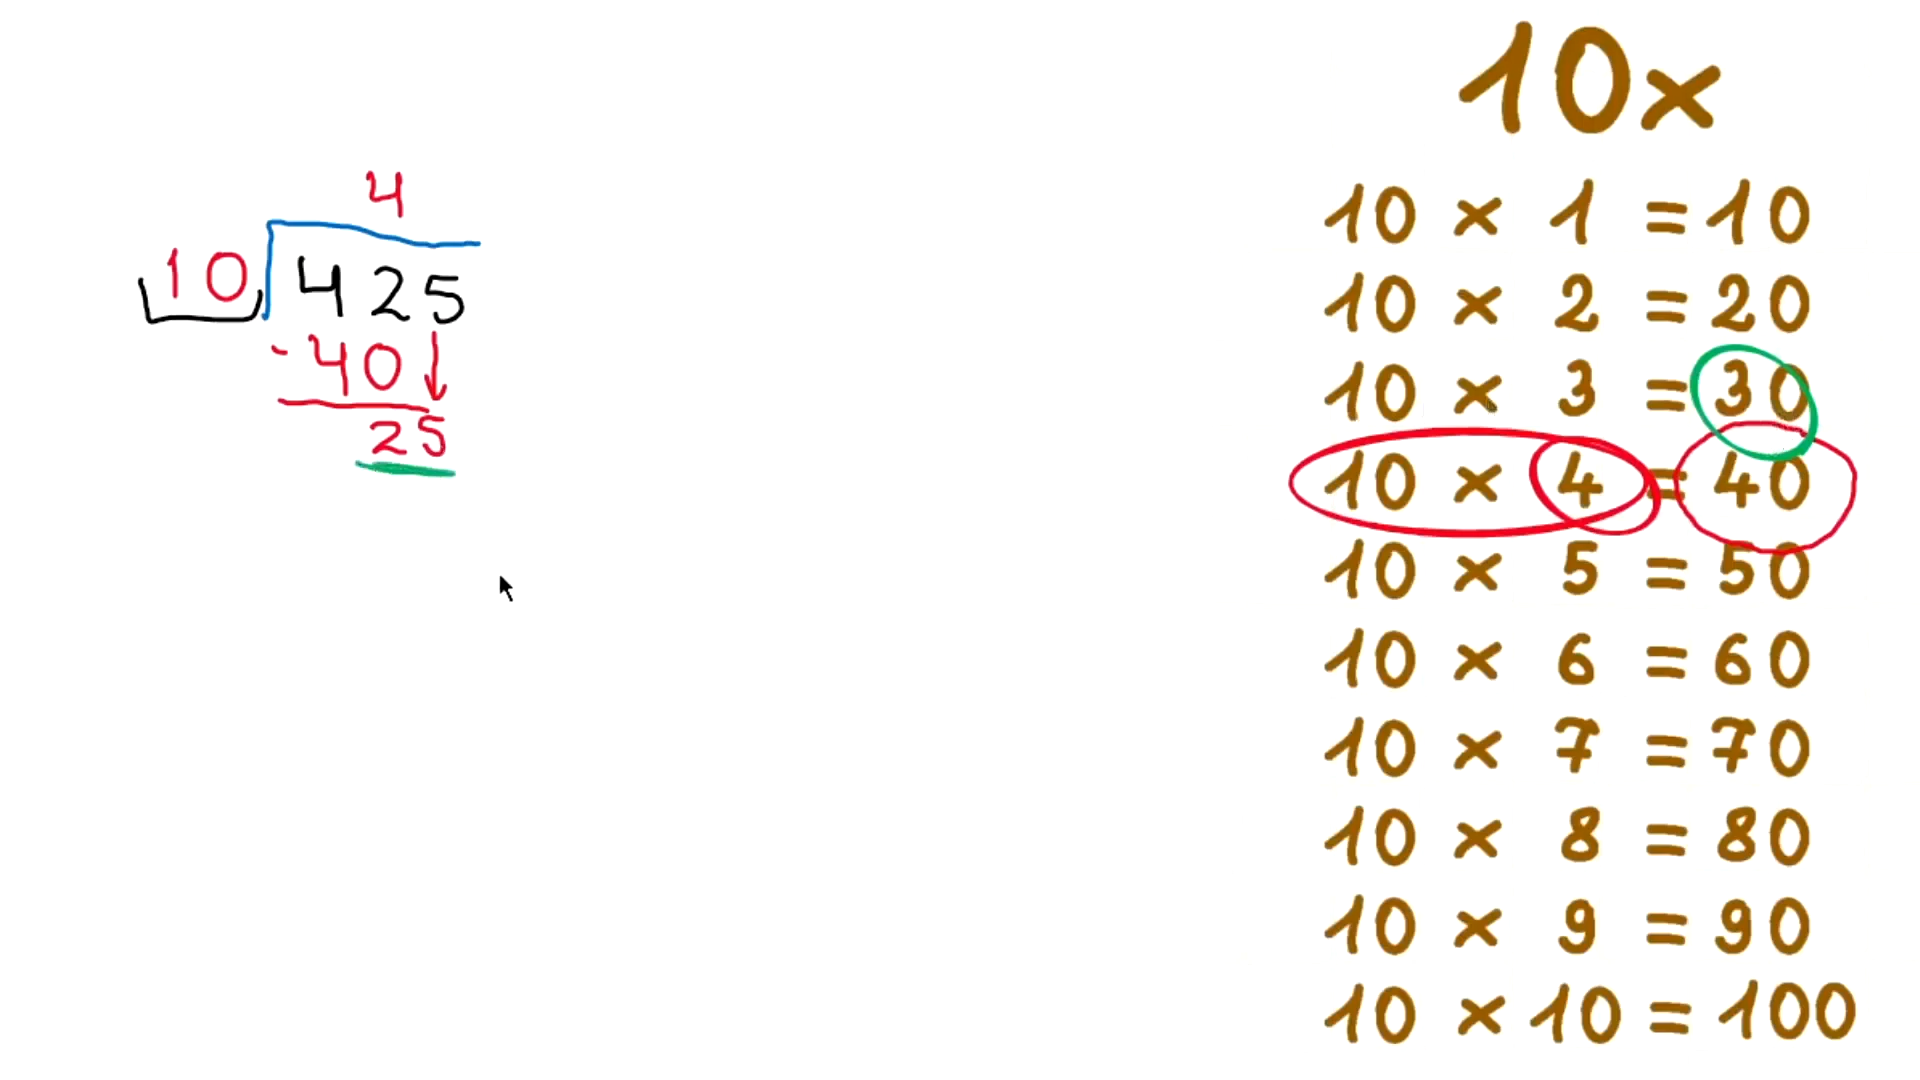 4
10 425
- 40
25
10×
10 × 1 = 10
10 × 2 = 20
10 × 3 = 30
10 × 4 = 40
10 × 5 = 50
10 × 6 = 60
10 × 7 = 70
10 × 8 = 80
10 × 9 = 90
10 × 10 = 100